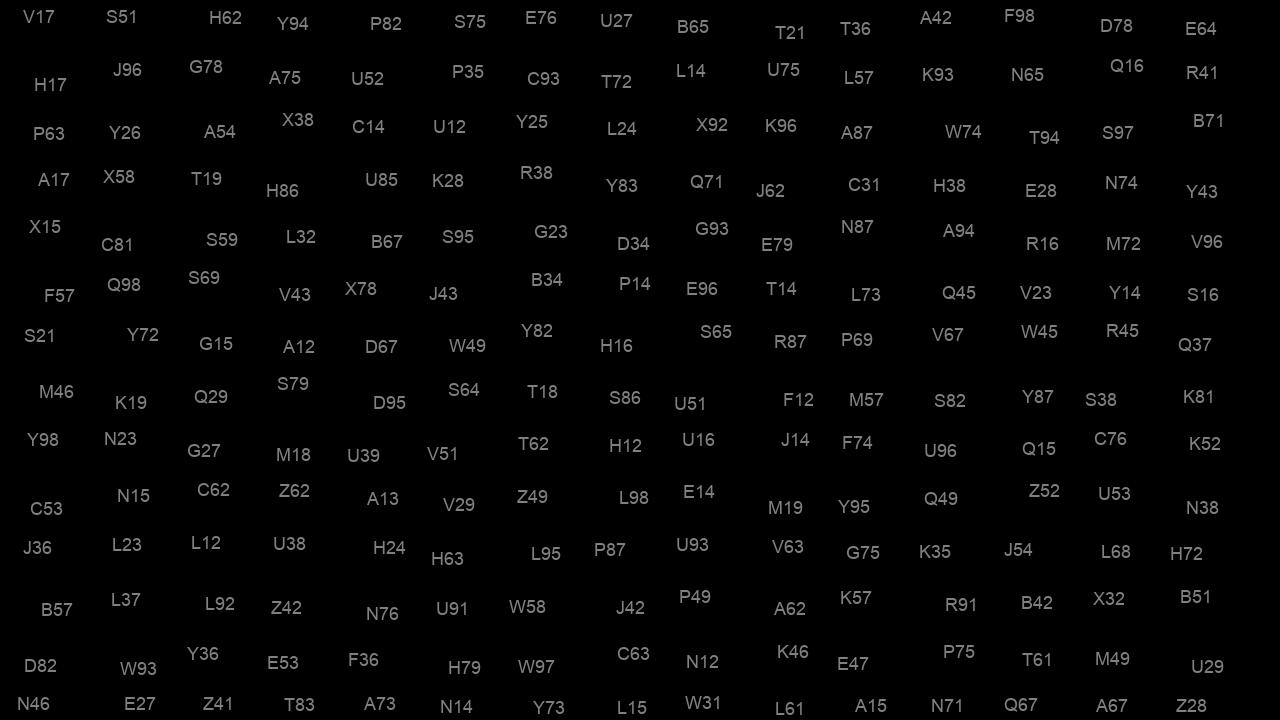 V17 S51 H62 Y94 P82 S75 E76 U27 B65 T21 T36 A42 F98 D78 E64
H17 J96 G78 A75 U52 P35 C93 T72 L14 U75 L57 K93 N65 Q16 R41
P63 Y26 A54 X38 C14 U12 Y25 L24 X92 K96 A87 W74 T94 S97 B71
A17 X58 T19 H86 U85 K28 R38 Y83 Q71 J62 C31 H38 E28 N74 Y43
X15 C81 S59 L32 B67 S95 G23 D34 G93 E79 N87 A94 R16 M72 V96
F57 Q98 S69 V43 X78 J43 B34 P14 E96 T14 L73 Q45 V23 Y14 S16
S21 Y72 G15 A12 D67 W49 Y82 H16 S65 R87 P69 V67 W45 R45 Q37
M46 K19 Q29 S79 D95 S64 T18 S86 U51 F12 M57 S82 Y87 S38 K81
Y98 N23 G27 M18 U39 V51 T62 H12 U16 J14 F74 U96 Q15 C76 K52
C53 N15 C62 Z62 A13 V29 Z49 L98 E14 M19 Y95 Q49 Z52 U53 N38
J36 L23 L12 U38 H24 H63 L95 P87 U93 V63 G75 K35 J54 L68 H72
B57 L37 L92 Z42 N76 U91 W58 J42 P49 A62 K57 R91 B42 X32 B51
D82 W93 Y36 E53 F36 H79 W97 C63 N12 K46 E47 P75 T61 M49 U29
N46 E27 Z41 T83 A73 N14 Y73 L15 W31 L61 A15 N71 Q67 A67 Z28